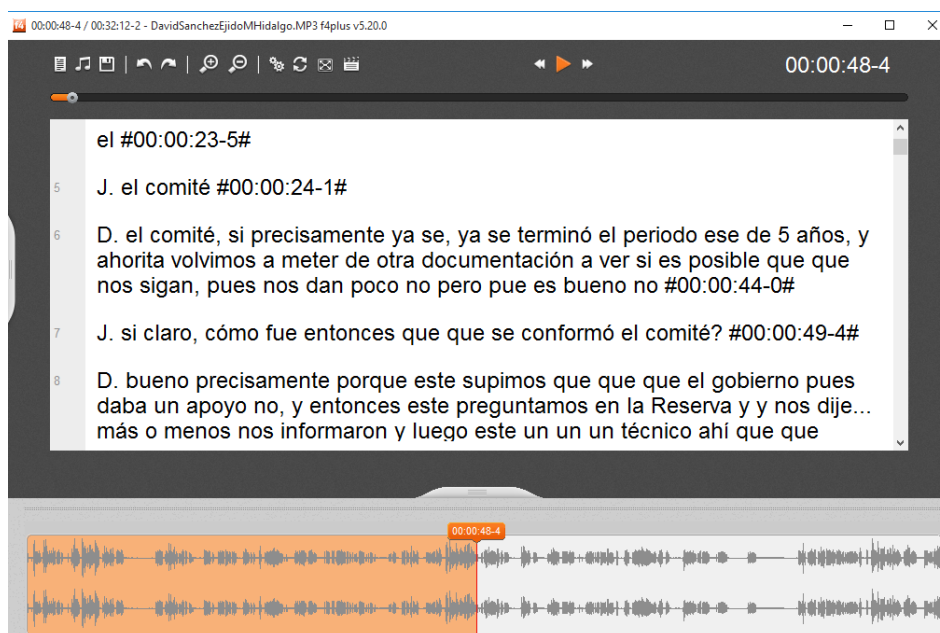 f4 00:00:48-4 / 00:32:12-2 - DavidSanchezEjidoMHidalgo.MP3 f4plus v5.20.0
00:00:48-4
el #00:00:23-5#
5 J. el comité #00:00:24-1#
6 D. el comité, si precisamente ya se, ya se terminó el periodo ese de 5 años, y
ahorita volvimos a meter de otra documentación a ver si es posible que que
nos sigan, pues nos dan poco no pero pue es bueno no #00:00:44-0#
7 J. si claro, cómo fue entonces que que se conformó el comité? #00:00:49-4#
8 D. bueno precisamente porque este supimos que que que el gobierno pues
daba un apoyo no, y entonces este preguntamos en la Reserva y y nos dije...
más o menos nos informaron y luego este un un un técnico ahí que que
00:00:48-4